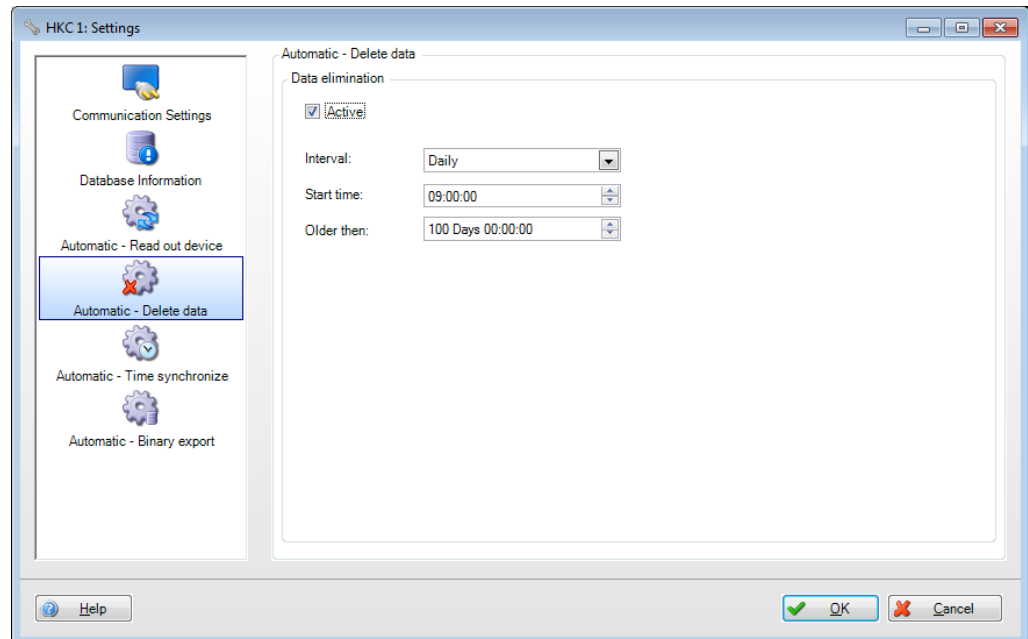 HKC 1: Settings
Communication Settings
Database Information
Automatic - Read out device
Automatic - Delete data
Automatic - Time synchronize
Automatic - Binary export
Automatic - Delete data
Data elimination
Active
Interval: Daily
Start time: 09:00:00
Older then: 100 Days 00:00:00
Help OK Cancel